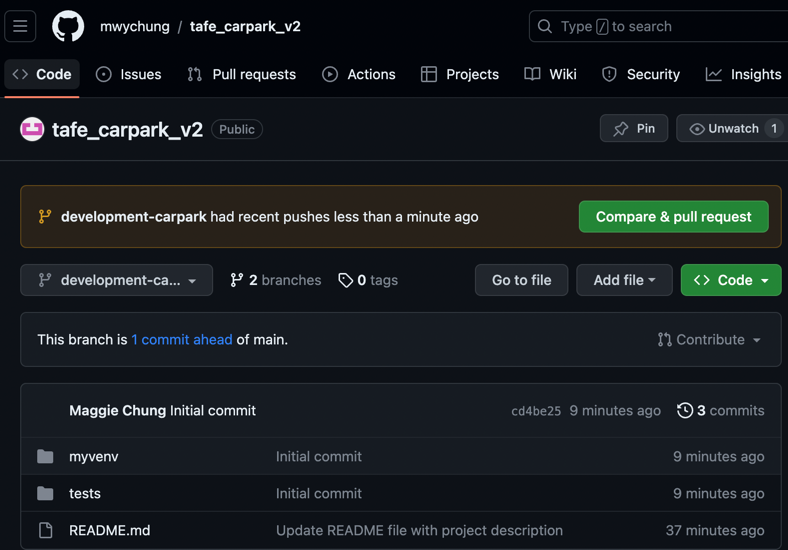 mwychung / tafe_carpark_v2
Type / to search
Code Issues Pull requests Actions Projects Wiki Security Insights
tafe_carpark_v2 Public Pin Unwatch 1
development-carpark had recent pushes less than a minute ago Compare & pull request
development-ca... 2 branches 0 tags Go to file Add file Code
This branch is 1 commit ahead of main. Contribute
Maggie Chung Initial commit cd4be25 9 minutes ago 3 commits
myvenv Initial commit 9 minutes ago
tests Initial commit 9 minutes ago
README.md Update README file with project description 37 minutes ago